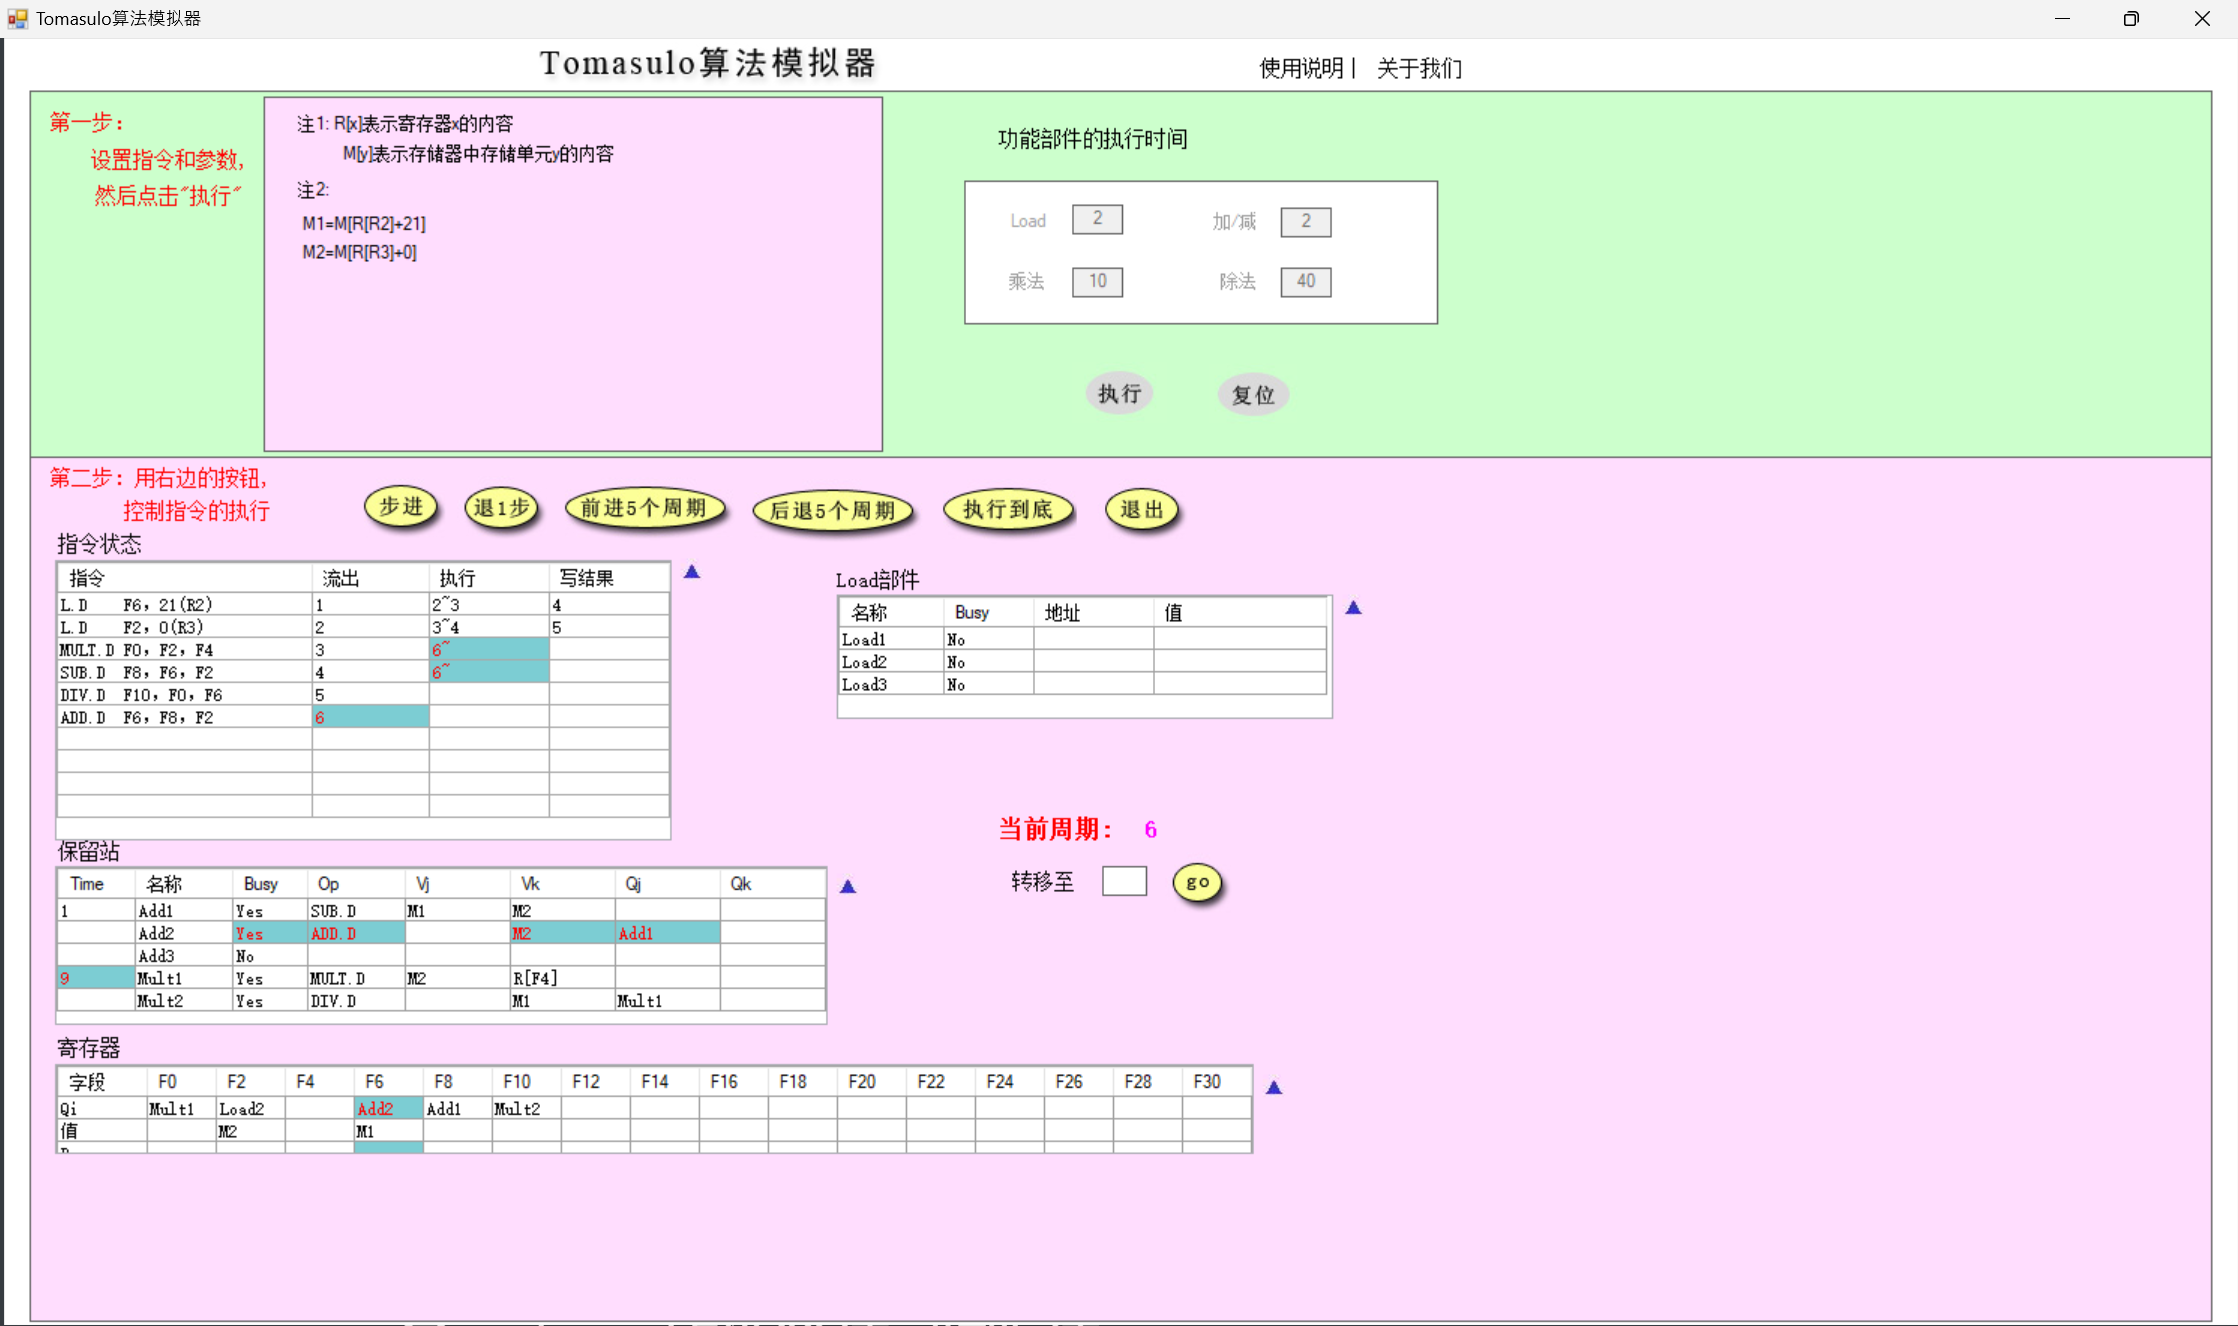 Tomasulo算法模拟器
Tomasulo算法模拟器
使用说明| 关于我们
第一步：
设置指令和参数，
然后点击"执行"
注1: R[x]表示寄存器x的内容
M[y]表示存储器中存储单元y的内容
注2:
M1=M[R[R2]+21]
M2=M[R[R3]+0]
功能部件的执行时间
Load 2 加/减 2
乘法 10 除法 40
执行 复位
第二步：用右边的按钮，
控制指令的执行
步进 退1步 前进5个周期 后退5个周期 执行到底 退出
指令状态
指令 流出 执行 写结果
L.D F6, 21(R2) 1 2~3 4
L.D F2, 0(R3) 2 3~4 5
MULT.D F0, F2, F4 3 6~
SUB.D F8, F6, F2 4 6~
DIV.D F10, F0, F6 5
ADD.D F6, F8, F2 6
Load部件
名称 Busy 地址 值
Load1 No
Load2 No
Load3 No
当前周期： 6
转移至 go
保留站
Time 名称 Busy Op Vj Vk Qj Qk
1 Add1 Yes SUB.D M1 M2
Add2 Yes ADD.D M2 Add1
Add3 No
9 Mult1 Yes MULT.D M2 R[F4]
Mult2 Yes DIV.D M1 Mult1
寄存器
字段 F0 F2 F4 F6 F8 F10 F12 F14 F16 F18 F20 F22 F24 F26 F28 F30
Qi Mult1 Load2 Add2 Add1 Mult2
值 M2 M1